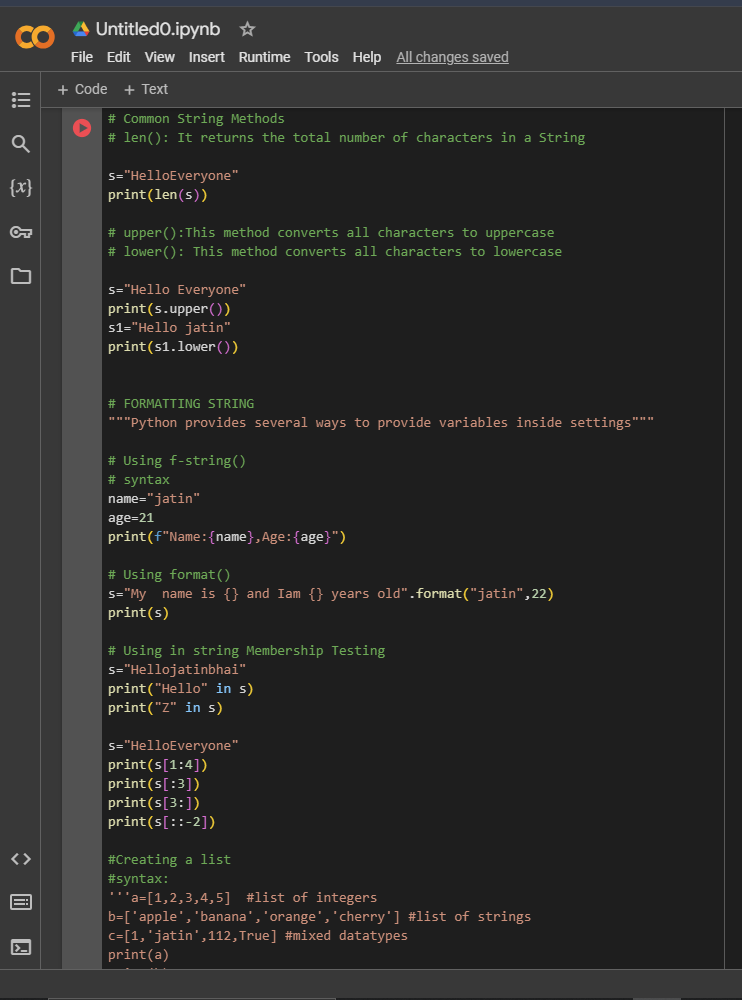 Untitled0.ipynb
File Edit View Insert Runtime Tools Help All changes saved
+ Code + Text
{x}
# Common String Methods
# len(): It returns the total number of characters in a String
s="HelloEveryone"
print(len(s))
# upper():This method converts all characters to uppercase
# lower(): This method converts all characters to lowercase
s="Hello Everyone"
print(s.upper())
s1="Hello jatin"
print(s1.lower())
# FORMATTING STRING
"""Python provides several ways to provide variables inside settings"""
# Using f-string()
# syntax
name="jatin"
age=21
print(f"Name:{name},Age:{age}")
# Using format()
s="My  name is {} and Iam {} years old".format("jatin",22)
print(s)
# Using in string Membership Testing
s="Hellojatinbhai"
print("Hello" in s)
print("Z" in s)
s="HelloEveryone"
print(s[1:4])
print(s[:3])
print(s[3:])
print(s[::-2])
#Creating a list
#syntax:
'''a=[1,2,3,4,5]  #list of integers
b=['apple','banana','orange','cherry'] #list of strings
c=[1,'jatin',112,True] #mixed datatypes
print(a)